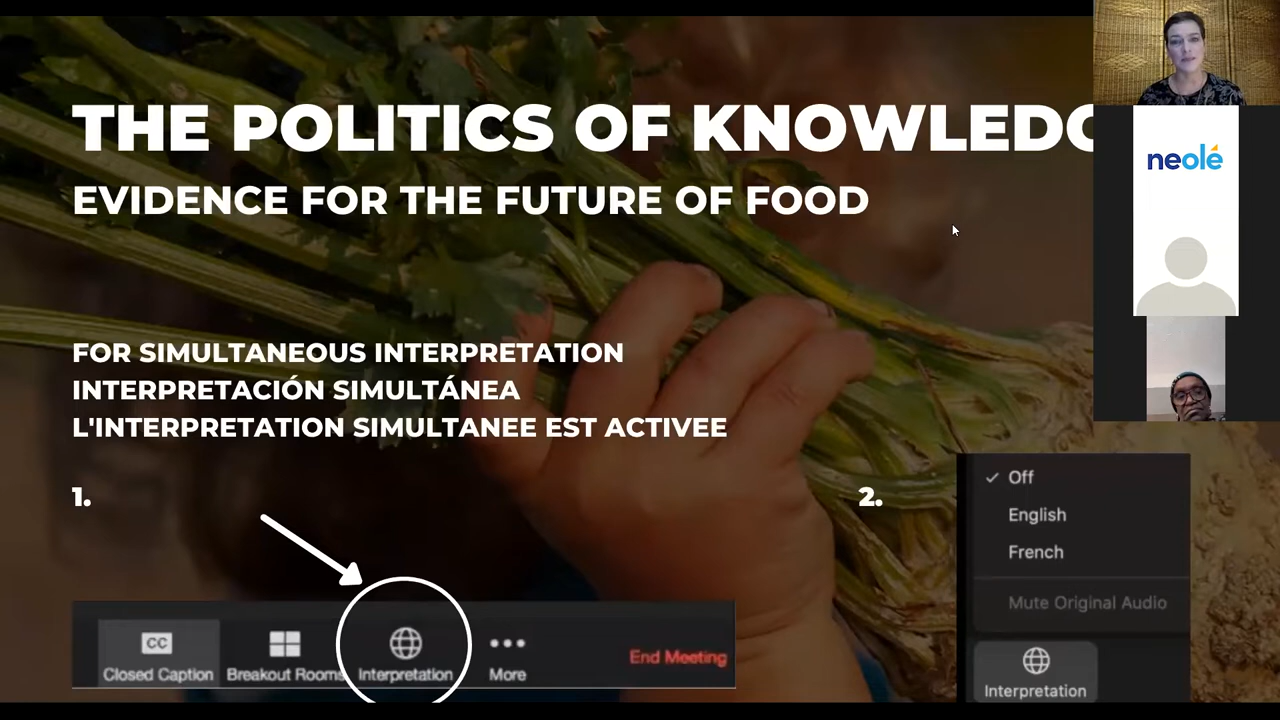 THE POLITICS OF KNOWLEDG
EVIDENCE FOR THE FUTURE OF FOOD
neolé
FOR SIMULTANEOUS INTERPRETATION
INTERPRETACIÓN SIMULTÁNEA
L'INTERPRETATION SIMULTANEE EST ACTIVEE
1.
2.
CC
Closed Caption
Breakout Rooms
Interpretation
More
End Meeting
Off
English
French
Mute Original Audio
Interpretation